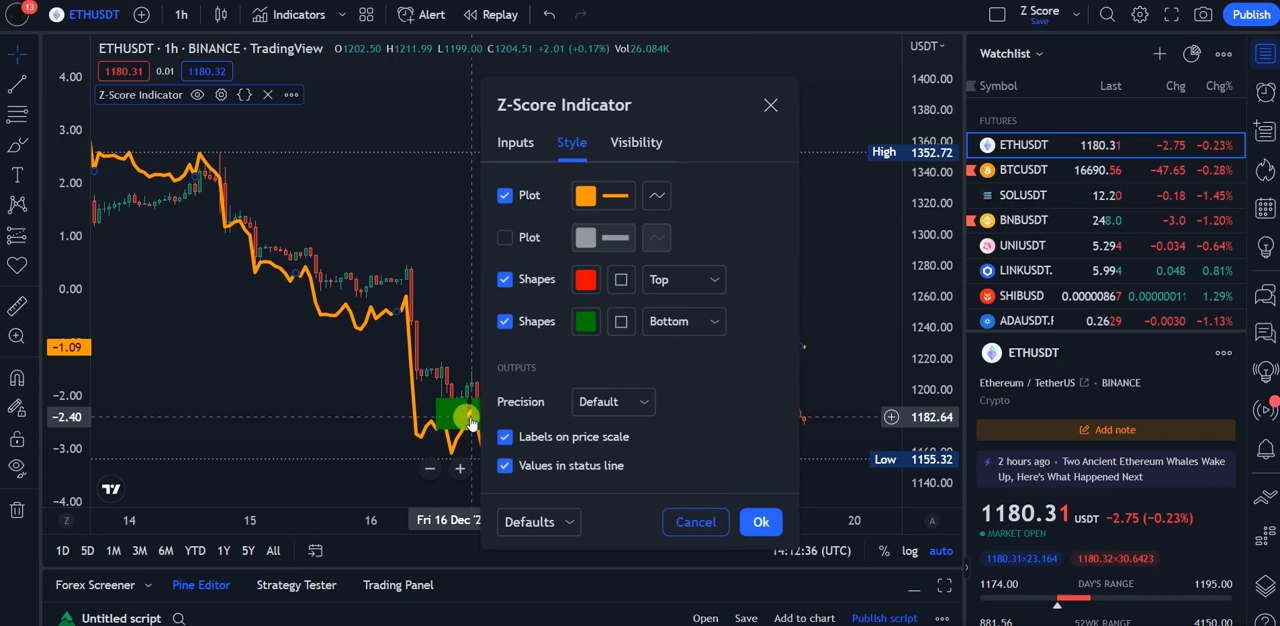 13
ETHUSDT
1h
Indicators
Alert
Replay
Z Score
Save
Publish
ETHUSDT · 1h · BINANCE · TradingView O1202.50 H1211.99 L1199.00 C1204.51 +2.01 (+0.17%) Vol26.084K
1180.31 0.01 1180.32
Z-Score Indicator
4.00
3.00
2.00
1.00
0.00
−1.09
−2.00
−2.40
−3.00
−4.00
USDT
1400.00
1380.00
1360.00
High 1352.72
1340.00
1320.00
1300.00
1280.00
1260.00
1240.00
1220.00
1200.00
1182.64
Low 1155.32
1140.00
Z-Score Indicator
Inputs Style Visibility
Plot
Plot
Shapes Top
Shapes Bottom
OUTPUTS
Precision Default
Labels on price scale
Values in status line
Defaults Cancel Ok
Z 14 15 16 Fri 16 Dec '2 20 A
1D 5D 1M 3M 6M YTD 1Y 5Y All
14:12:36 (UTC) % log auto
Forex Screener Pine Editor Strategy Tester Trading Panel
Untitled script Open Save Add to chart Publish script
Watchlist
Symbol Last Chg Chg%
FUTURES
ETHUSDT 1180.31 −2.75 −0.23%
BTCUSDT 16690.56 −47.65 −0.28%
SOLUSDT 12.20 −0.18 −1.45%
BNBUSDT 248.0 −3.0 −1.20%
UNIUSDT 5.294 −0.034 −0.64%
LINKUSDT. 5.994 0.048 0.81%
SHIBUSD 0.00000867 0.00000011 1.29%
ADAUSDT.F 0.2629 −0.0030 −1.13%
ETHUSDT
Ethereum / TetherUS · BINANCE
Crypto
Add note
2 hours ago · Two Ancient Ethereum Whales Wake
Up, Here's What Happened Next
1180.31 USDT −2.75 (−0.23%)
MARKET OPEN
1180.31×23.164 1180.32×30.6423
1174.00 DAY'S RANGE 1195.00
881.56 52WK RANGE 4150.00